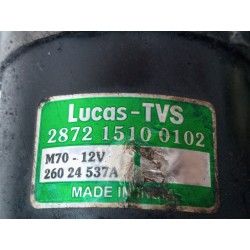 Lucas-TVS
2872 1510 0102
M70 - 12V
260 24 537A
MADE IN